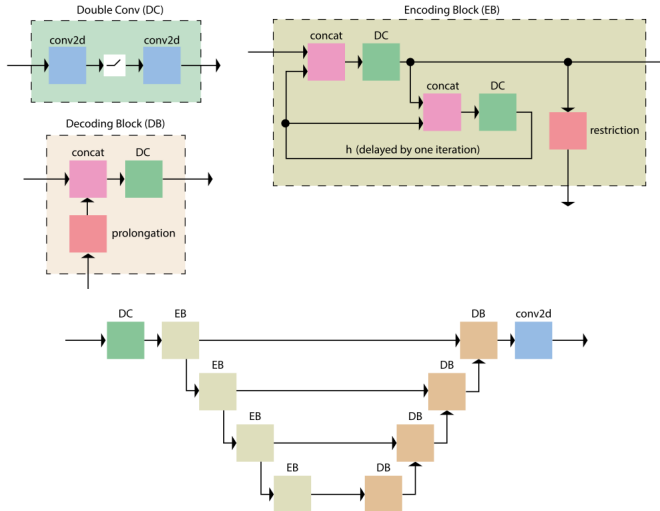 Double Conv (DC)
conv2d
conv2d
Encoding Block (EB)
concat
DC
concat
DC
h (delayed by one iteration)
restriction
Decoding Block (DB)
concat
DC
prolongation
DC
EB
DB
conv2d
EB
DB
EB
DB
EB
DB